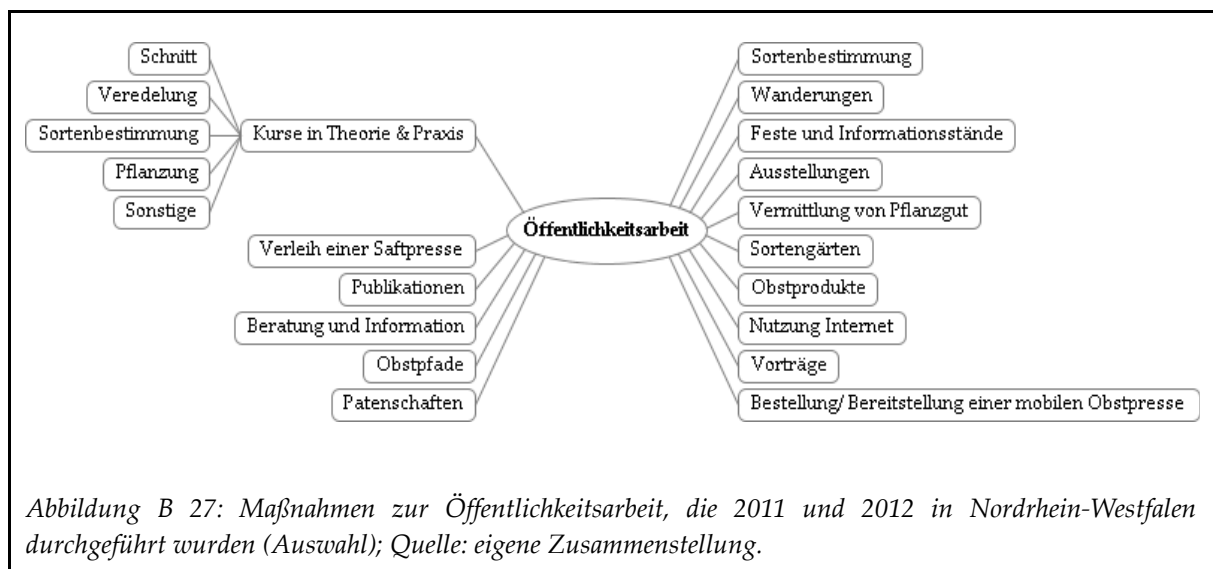 Schnitt
Veredelung
Sortenbestimmung
Pflanzung
Sonstige
Kurse in Theorie & Praxis
Verleih einer Saftpresse
Publikationen
Beratung und Information
Obstpfade
Patenschaften
Öffentlichkeitsarbeit
Sortenbestimmung
Wanderungen
Feste und Informationsstände
Ausstellungen
Vermittlung von Pflanzgut
Sortengärten
Obstprodukte
Nutzung Internet
Vorträge
Bestellung/ Bereitstellung einer mobilen Obstpresse
Abbildung B 27: Maßnahmen zur Öffentlichkeitsarbeit, die 2011 und 2012 in Nordrhein-Westfalen
durchgeführt wurden (Auswahl); Quelle: eigene Zusammenstellung.